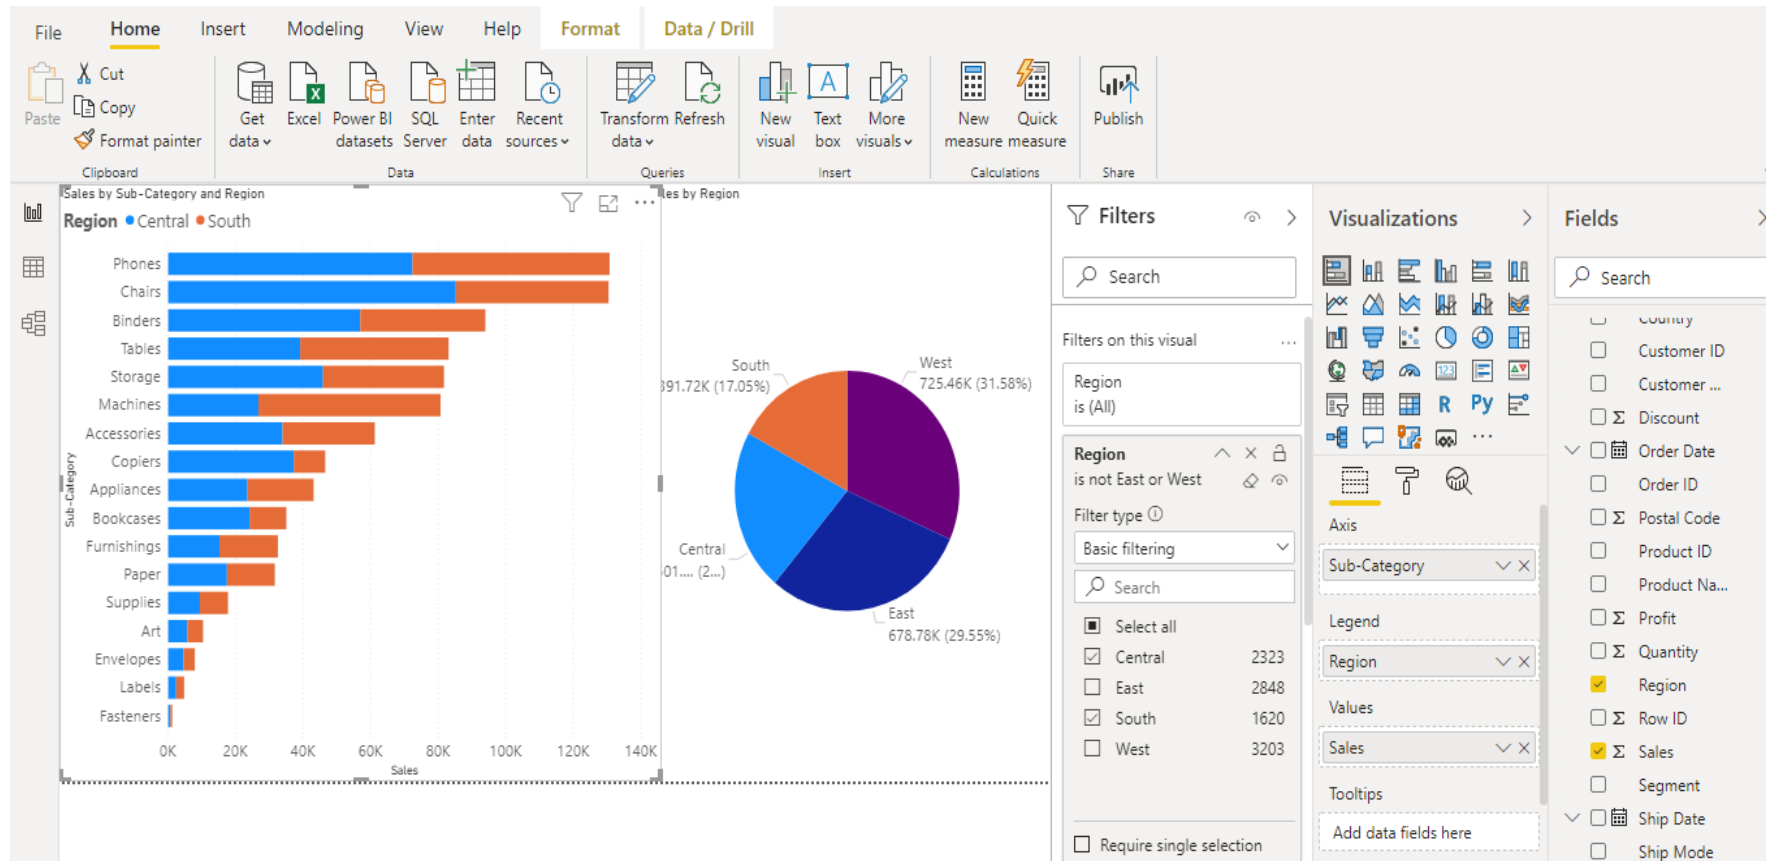 File Home Insert Modeling View Help Format Data / Drill
Paste
Cut
Copy
Format painter
Clipboard
Get data
Excel
Power BI datasets
SQL Server
Enter data
Recent sources
Data
Transform data
Refresh
Queries
New visual
Text box
More visuals
Insert
New measure
Quick measure
Calculations
Publish
Share
Sales by Sub-Category and Region
Region Central South
Sub-Category
Phones
Chairs
Binders
Tables
Storage
Machines
Accessories
Copiers
Appliances
Bookcases
Furnishings
Paper
Supplies
Art
Envelopes
Labels
Fasteners
0K 20K 40K 60K 80K 100K 120K 140K
Sales
les by Region
South
391.72K (17.05%)
West
725.46K (31.58%)
Central
01.... (2...)
East
678.78K (29.55%)
Filters
Search
Filters on this visual ...
Region
is (All)
Region
is not East or West
Filter type
Basic filtering
Search
Select all
Central 2323
East 2848
South 1620
West 3203
Require single selection
Visualizations
123
R Py
...
Axis
Sub-Category
Legend
Region
Values
Sales
Tooltips
Add data fields here
Fields
Search
Country
Customer ID
Customer ...
Σ Discount
Order Date
Order ID
Σ Postal Code
Product ID
Product Na...
Σ Profit
Σ Quantity
Region
Σ Row ID
Σ Sales
Segment
Ship Date
Ship Mode